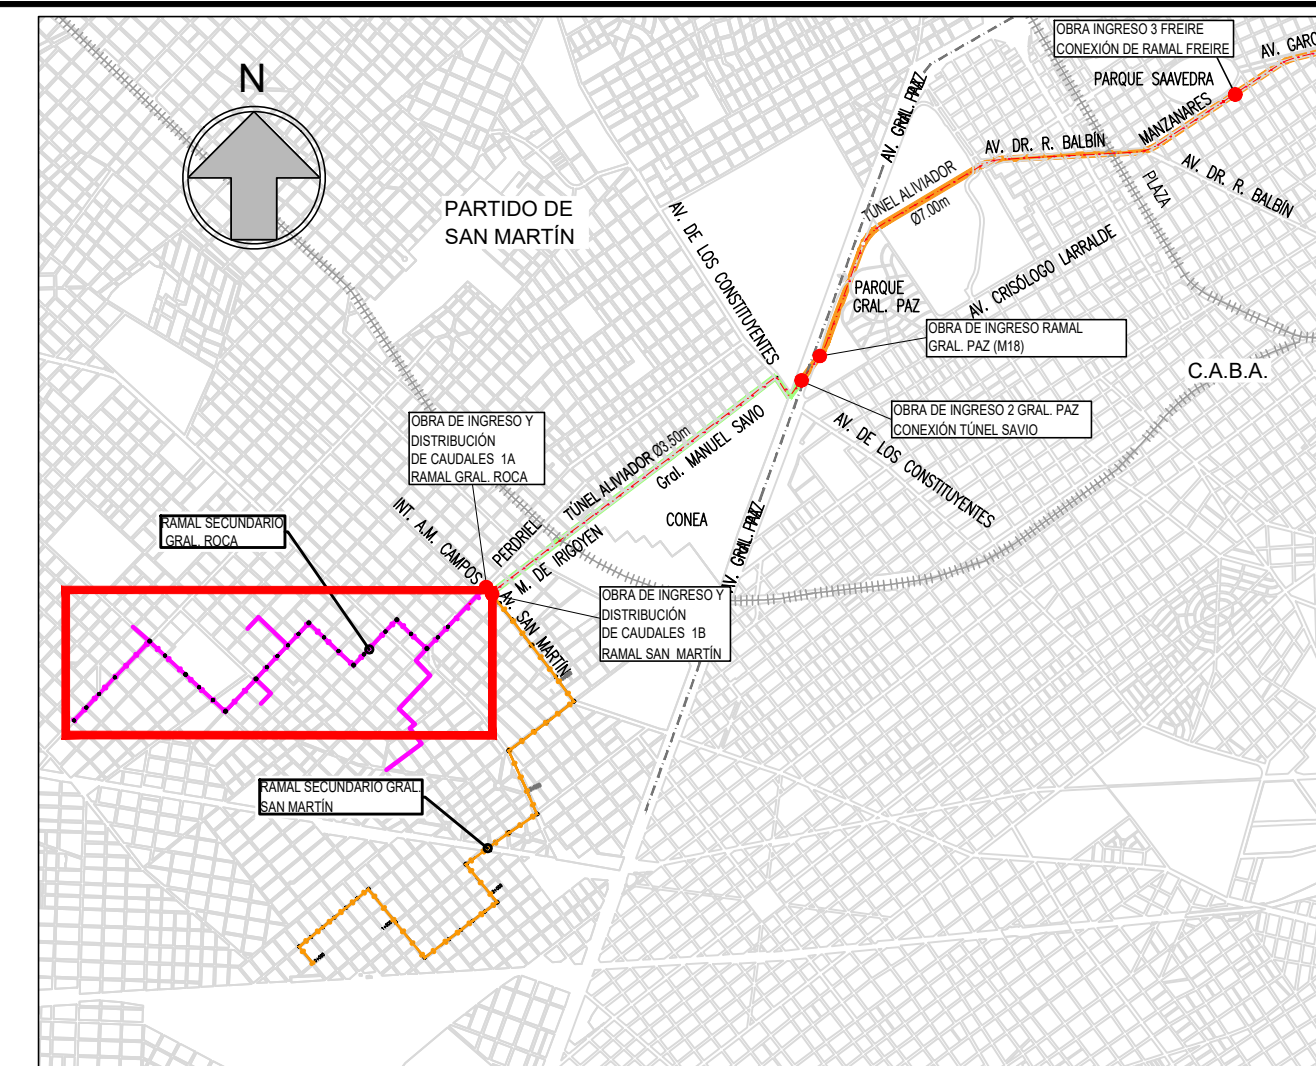 OBRA INGRESO 3 FREIRE
CONEXIÓN DE RAMAL FREIRE
AV. GARC
PARQUE SAAVEDRA
N
AV. GRAL. PAZ
MANZANARES
AV. DR. R. BALBÍN
AV. DR. R. BALBÍN
PLAZA
TÚNEL ALIVIADOR
Ø7.00m
PARTIDO DE
SAN MARTÍN
AV. DE LOS CONSTITUYENTES
AV. CRISÓLOGO LARRALDE
PARQUE
GRAL. PAZ
OBRA DE INGRESO RAMAL
GRAL. PAZ (M18)
C.A.B.A.
OBRA DE INGRESO 2 GRAL. PAZ
CONEXIÓN TÚNEL SAVIO
AV. DE LOS CONSTITUYENTES
OBRA DE INGRESO Y
DISTRIBUCIÓN
DE CAUDALES 1A
RAMAL GRAL. ROCA
TÚNEL ALIVIADOR Ø3.50m
Gral. MANUEL SAVIO
CONEA
INT. A.M. CAMPOS
PERDRIEL
M. DE IRIGOYEN
AV. GRAL. PAZ
RAMAL SECUNDARIO
GRAL. ROCA
AV. SAN MARTÍN
OBRA DE INGRESO Y
DISTRIBUCIÓN
DE CAUDALES 1B
RAMAL SAN MARTÍN
RAMAL SECUNDARIO GRAL.
SAN MARTÍN